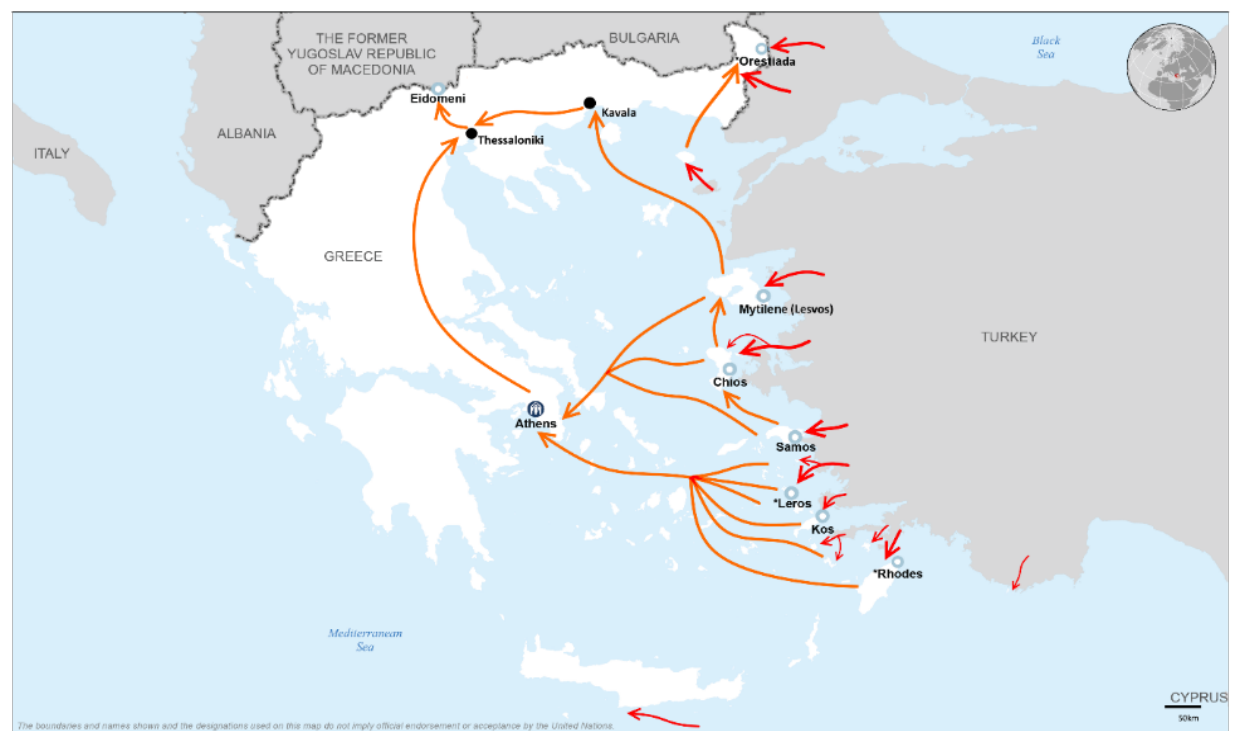 THE FORMER
YUGOSLAV REPUBLIC
OF MACEDONIA
BULGARIA
Black
Sea
*Orestiada
Eidomeni
Kavala
ALBANIA
Thessaloniki
ITALY
GREECE
Mytilene (Lesvos)
TURKEY
Chios
Athens
Samos
*Leros
Kos
*Rhodes
Mediterranean
Sea
CYPRUS
50km
The boundaries and names shown and the designations used on this map do not imply official endorsement or acceptance by the United Nations.